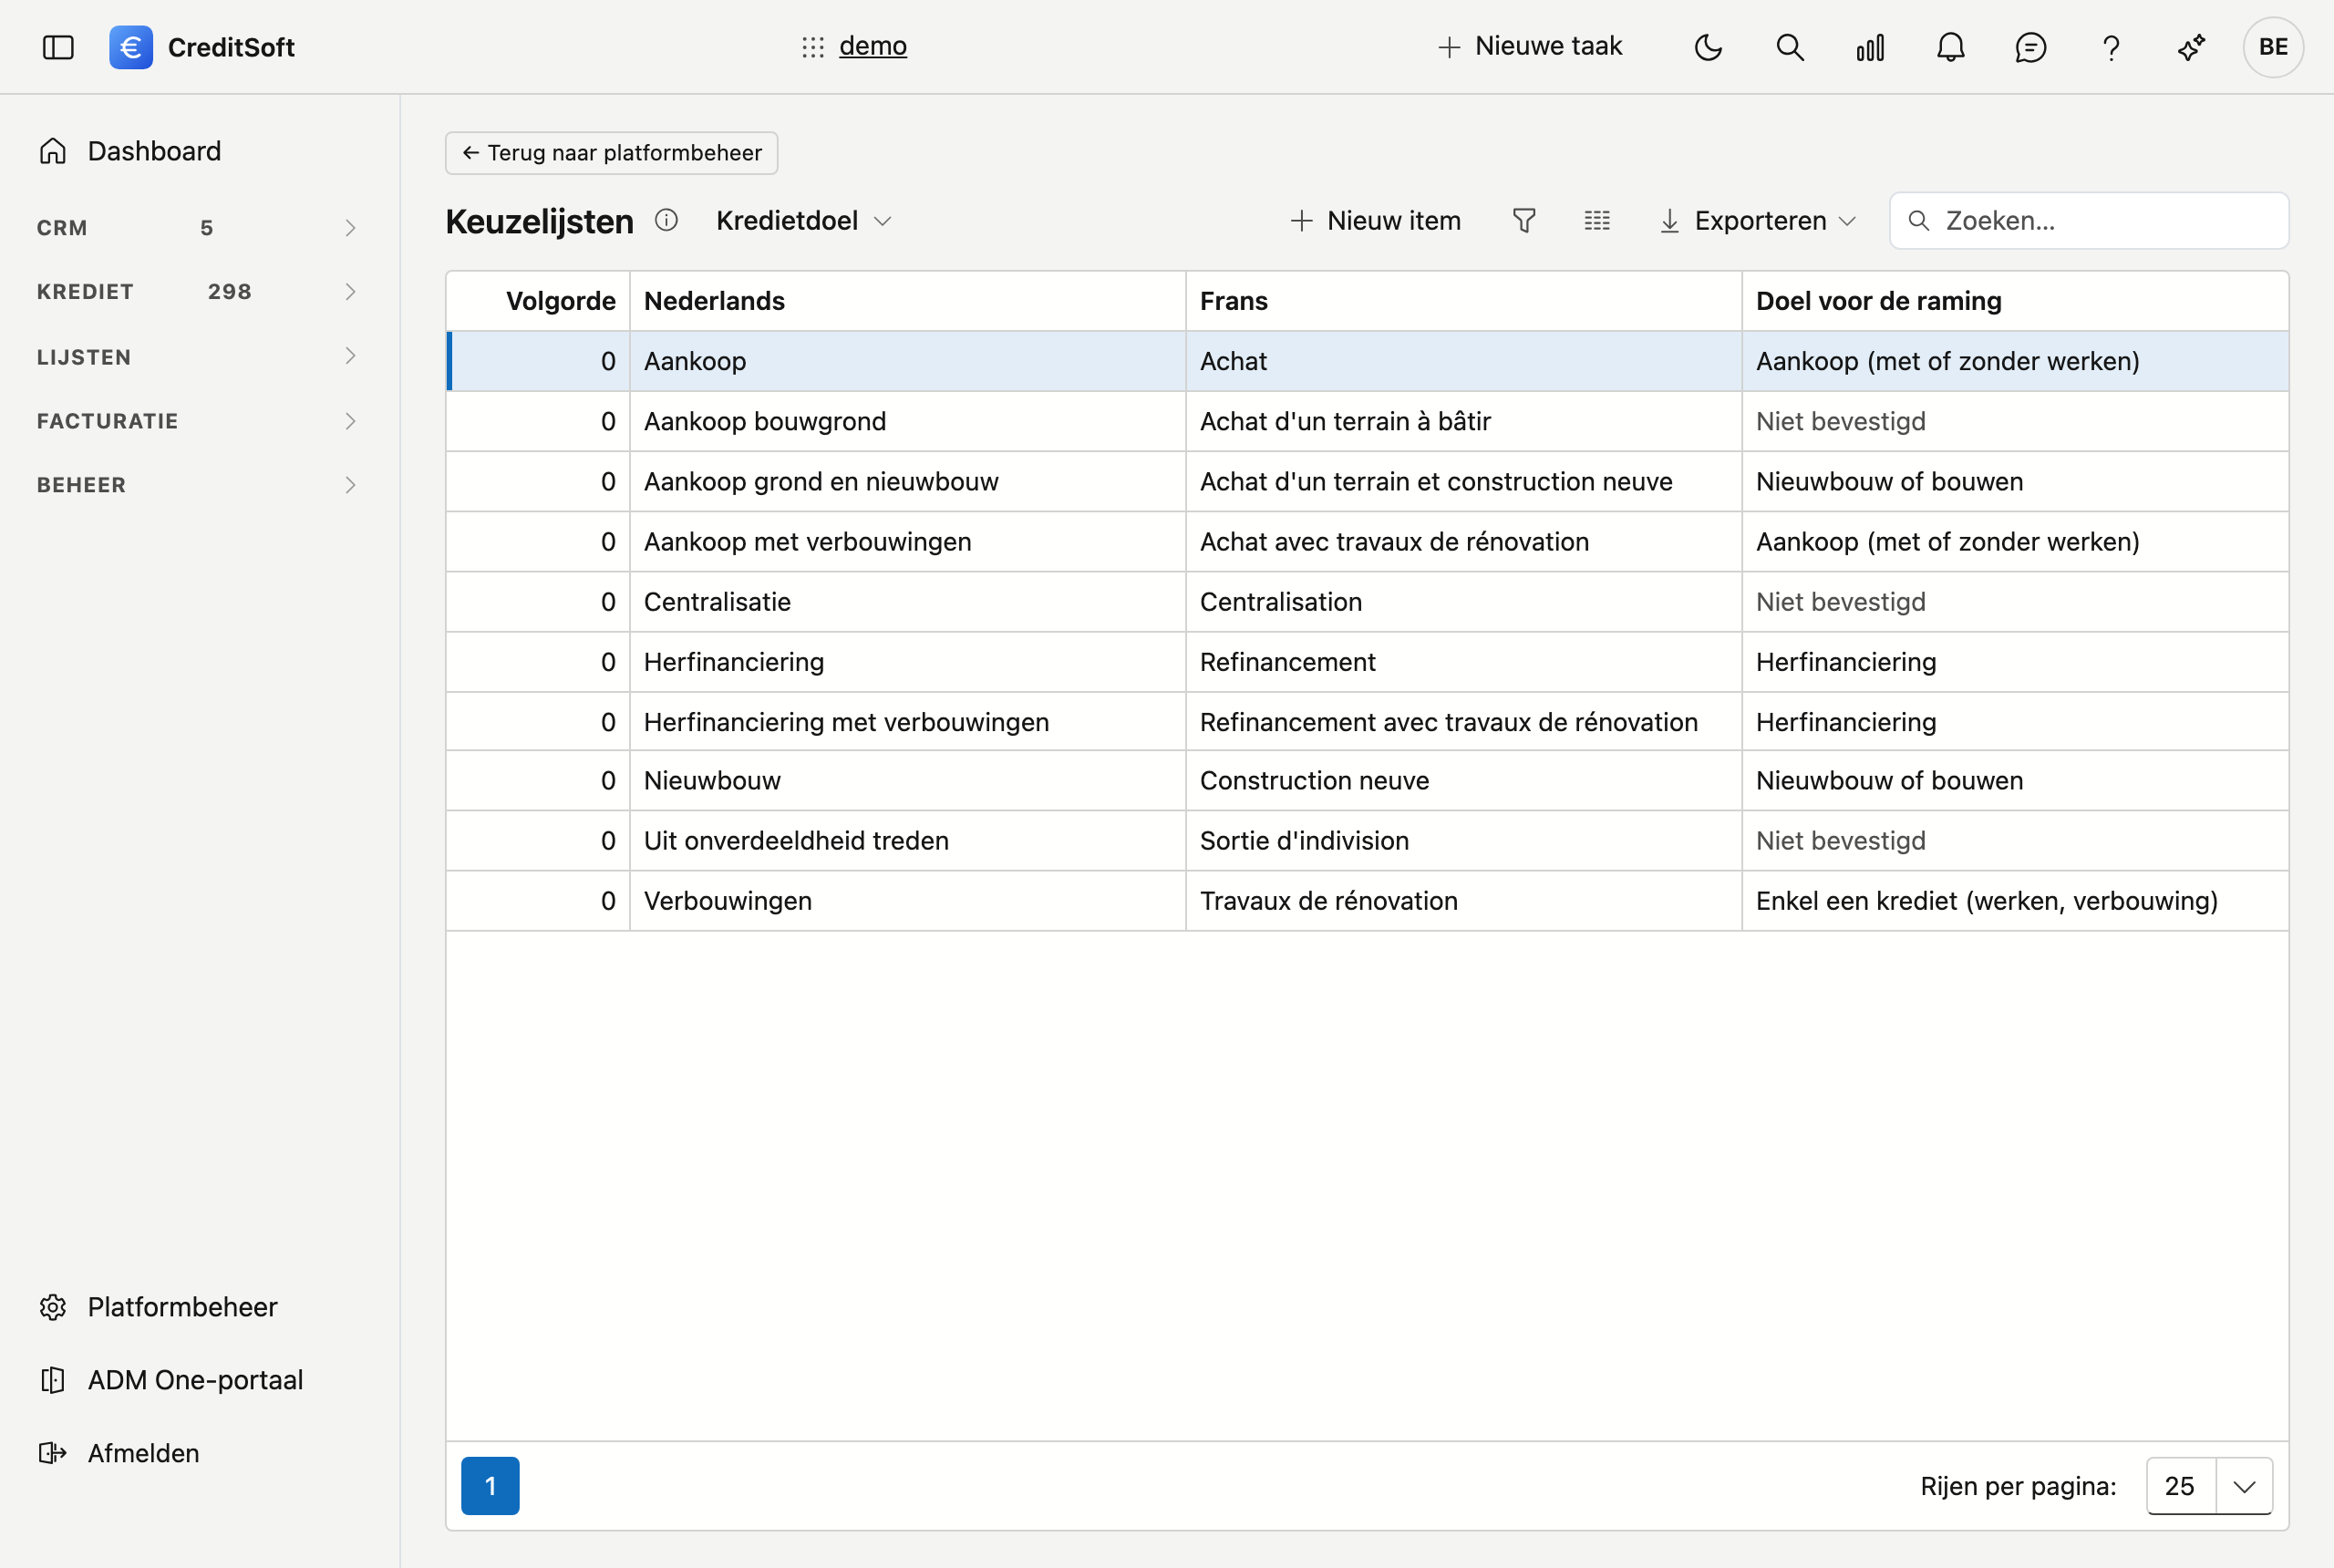 CreditSoft
demo
Nieuwe taak
BE
Dashboard
CRM 5
KREDIET 298
LIJSTEN
FACTURATIE
BEHEER
Platformbeheer
ADM One-portaal
Afmelden
← Terug naar platformbeheer
Keuzelijsten Kredietdoel
Nieuw item Exporteren Zoeken...
Volgorde Nederlands Frans Doel voor de raming
0 Aankoop Achat Aankoop (met of zonder werken)
0 Aankoop bouwgrond Achat d'un terrain à bâtir Niet bevestigd
0 Aankoop grond en nieuwbouw Achat d'un terrain et construction neuve Nieuwbouw of bouwen
0 Aankoop met verbouwingen Achat avec travaux de rénovation Aankoop (met of zonder werken)
0 Centralisatie Centralisation Niet bevestigd
0 Herfinanciering Refinancement Herfinanciering
0 Herfinanciering met verbouwingen Refinancement avec travaux de rénovation Herfinanciering
0 Nieuwbouw Construction neuve Nieuwbouw of bouwen
0 Uit onverdeeldheid treden Sortie d'indivision Niet bevestigd
0 Verbouwingen Travaux de rénovation Enkel een krediet (werken, verbouwing)
1
Rijen per pagina: 25